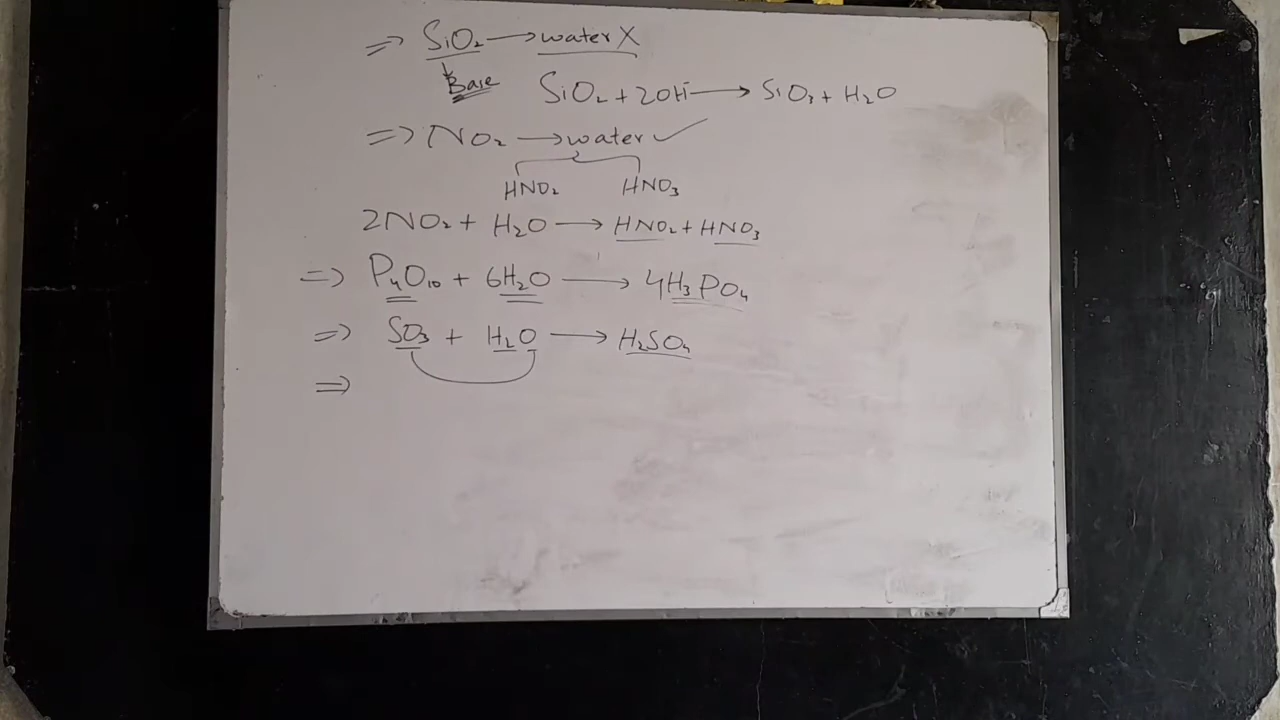 ⇒ SiO₂ → water X
↓
Base SiO₂ + 2OH⁻ → SiO₃ + H₂O
⇒ NO₂ → water ✓
HNO₂ HNO₃
2NO₂ + H₂O → HNO₂ + HNO₃
⇒ P₄O₁₀ + 6H₂O → 4H₃PO₄
⇒ SO₃ + H₂O → H₂SO₄
⇒